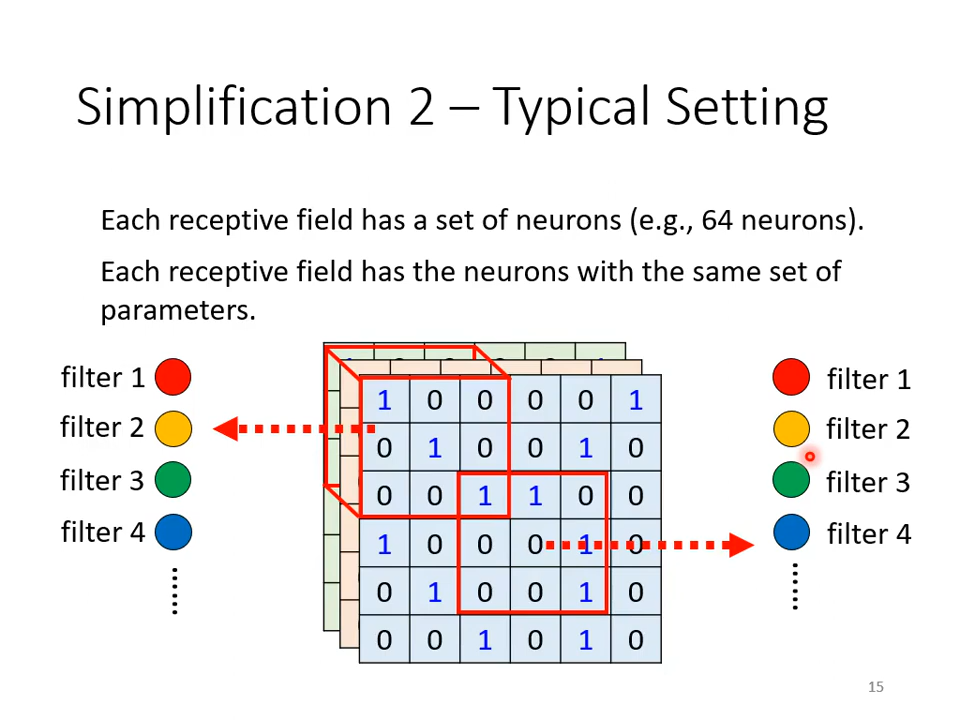 Simplification 2 – Typical Setting
Each receptive field has a set of neurons (e.g., 64 neurons).
Each receptive field has the neurons with the same set of
parameters.
filter 1
filter 2
filter 3
filter 4
1 0 0 0 0 1
0 1 0 0 1 0
0 0 1 1 0 0
1 0 0 0 1 0
0 1 0 0 1 0
0 0 1 0 1 0
filter 1
filter 2
filter 3
filter 4
15